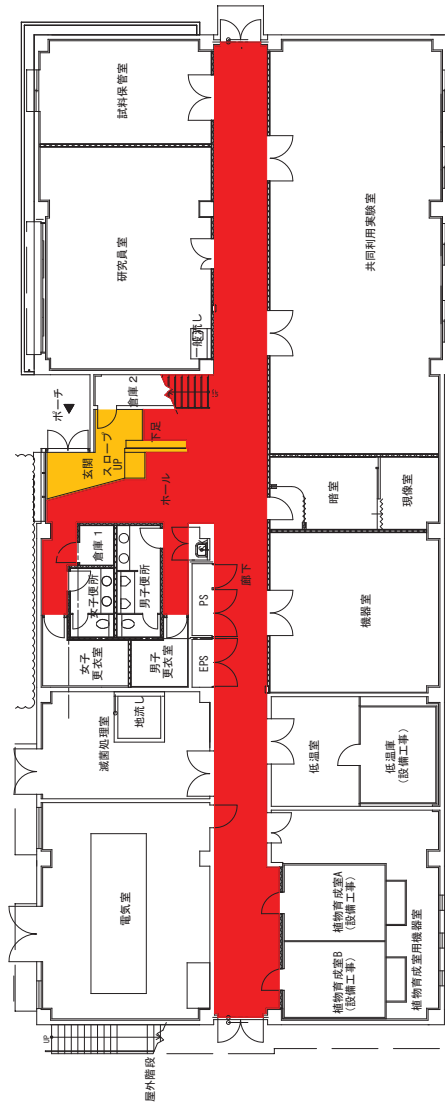 試料保管室
研究員室
一般流し
共同利用実験室
ポーチ
倉庫２
UP
玄関
スロープ
UP
下足
ホール
倉庫１
女子便所
男子便所
PS
EPS
廊下
暗室
現像室
機器室
女子
更衣室
男子
更衣室
滅菌処理室
地流し
低温室
低温庫
(設備工事)
電気室
植物育成室A
(設備工事)
植物育成室B
(設備工事)
植物育成室用機器室
UP
屋外階段